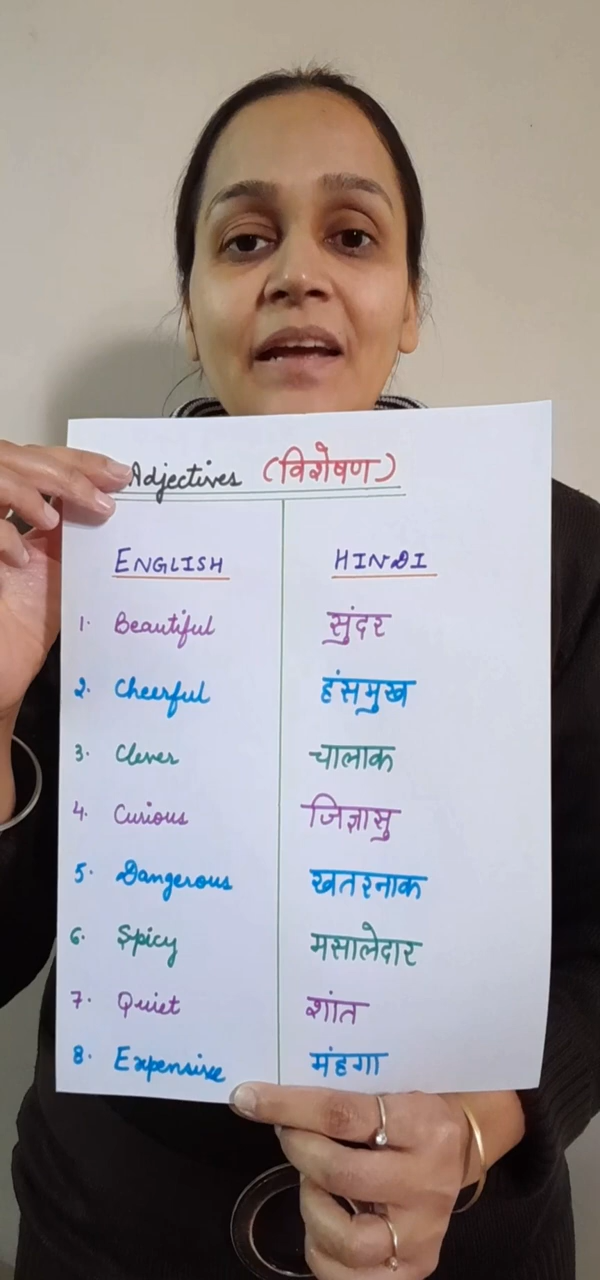 Adjectives (विशेषण)
ENGLISH HINDI
1. Beautiful सुंदर
2. Cheerful हंसमुख
3. Clever चालाक
4. Curious जिज्ञासु
5. Dangerous खतरनाक
6. Spicy मसालेदार
7. Quiet शांत
8. Expensive मंहगा